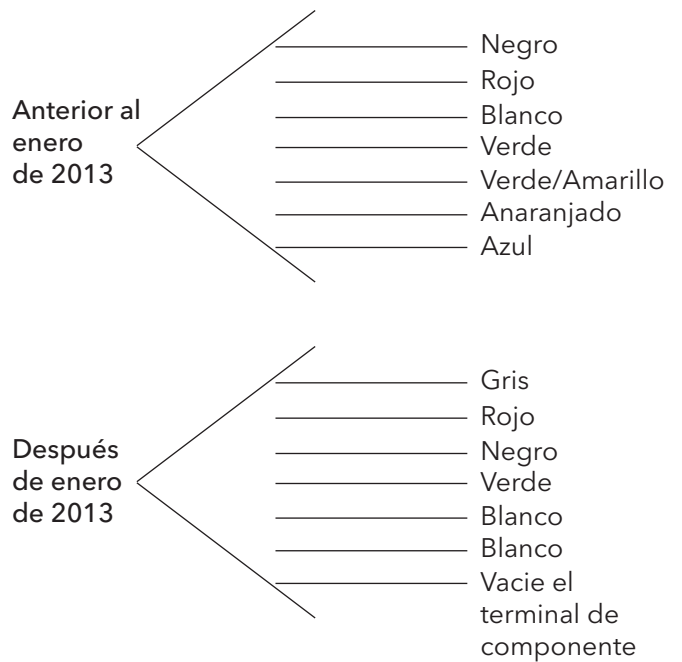 Negro
Rojo
Anterior al
enero
de 2013
Blanco
Verde
Verde/Amarillo
Anaranjado
Azul
Gris
Rojo
Después
de enero
de 2013
Negro
Verde
Blanco
Blanco
Vacie el
terminal de
componente